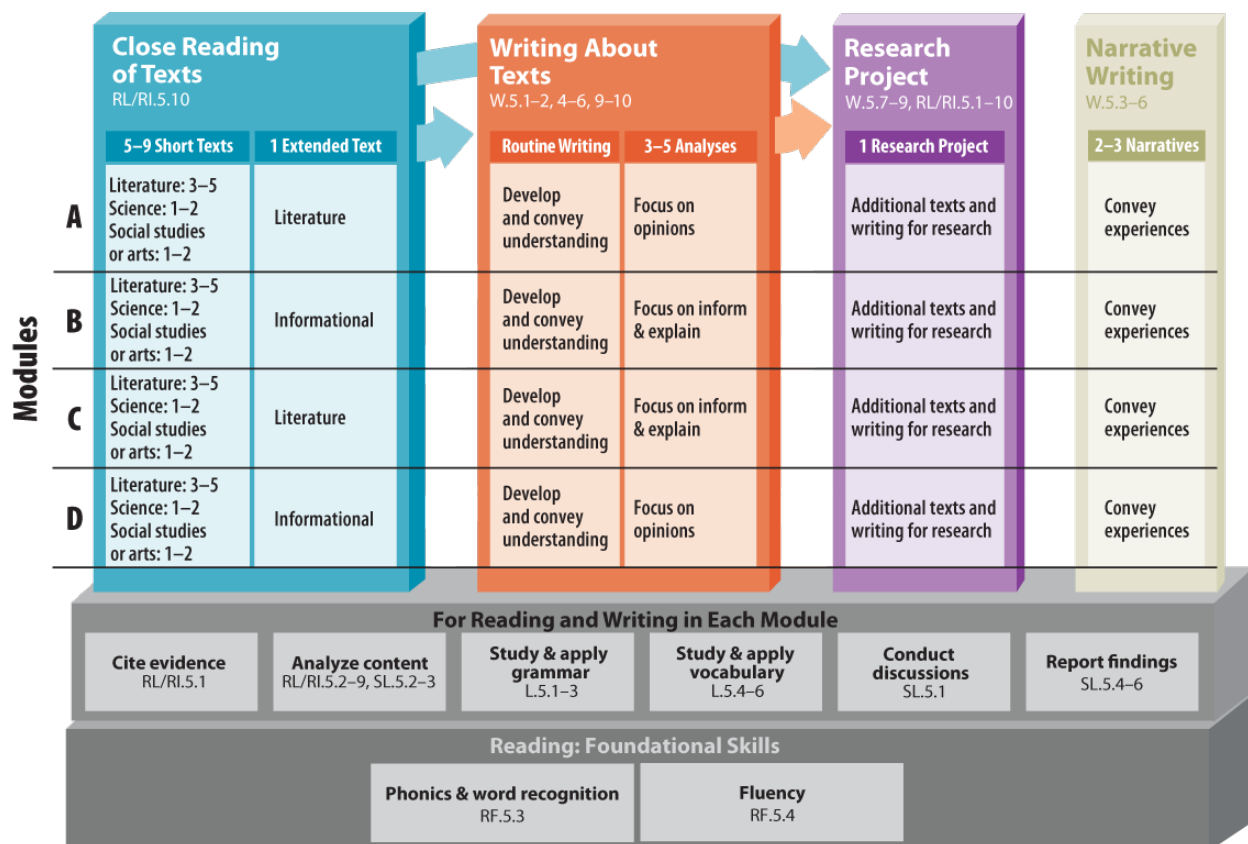 Close Reading
of Texts
RL/RI.5.10
Writing About
Texts
W.5.1–2, 4–6, 9–10
Research
Project
W.5.7–9, RL/RI.5.1–10
Narrative
Writing
W.5.3–6
5–9 Short Texts
1 Extended Text
Routine Writing
3–5 Analyses
1 Research Project
2–3 Narratives
Modules
A
Literature: 3–5
Science: 1–2
Social studies
or arts: 1–2
Literature
Develop
and convey
understanding
Focus on
opinions
Additional texts and
writing for research
Convey
experiences
B
Literature: 3–5
Science: 1–2
Social studies
or arts: 1–2
Informational
Develop
and convey
understanding
Focus on inform
& explain
Additional texts and
writing for research
Convey
experiences
C
Literature: 3–5
Science: 1–2
Social studies
or arts: 1–2
Literature
Develop
and convey
understanding
Focus on inform
& explain
Additional texts and
writing for research
Convey
experiences
D
Literature: 3–5
Science: 1–2
Social studies
or arts: 1–2
Informational
Develop
and convey
understanding
Focus on
opinions
Additional texts and
writing for research
Convey
experiences
For Reading and Writing in Each Module
Cite evidence
RL/RI.5.1
Analyze content
RL/RI.5.2–9, SL.5.2–3
Study & apply
grammar
L.5.1–3
Study & apply
vocabulary
L.5.4–6
Conduct
discussions
SL.5.1
Report findings
SL.5.4–6
Reading: Foundational Skills
Phonics & word recognition
RF.5.3
Fluency
RF.5.4